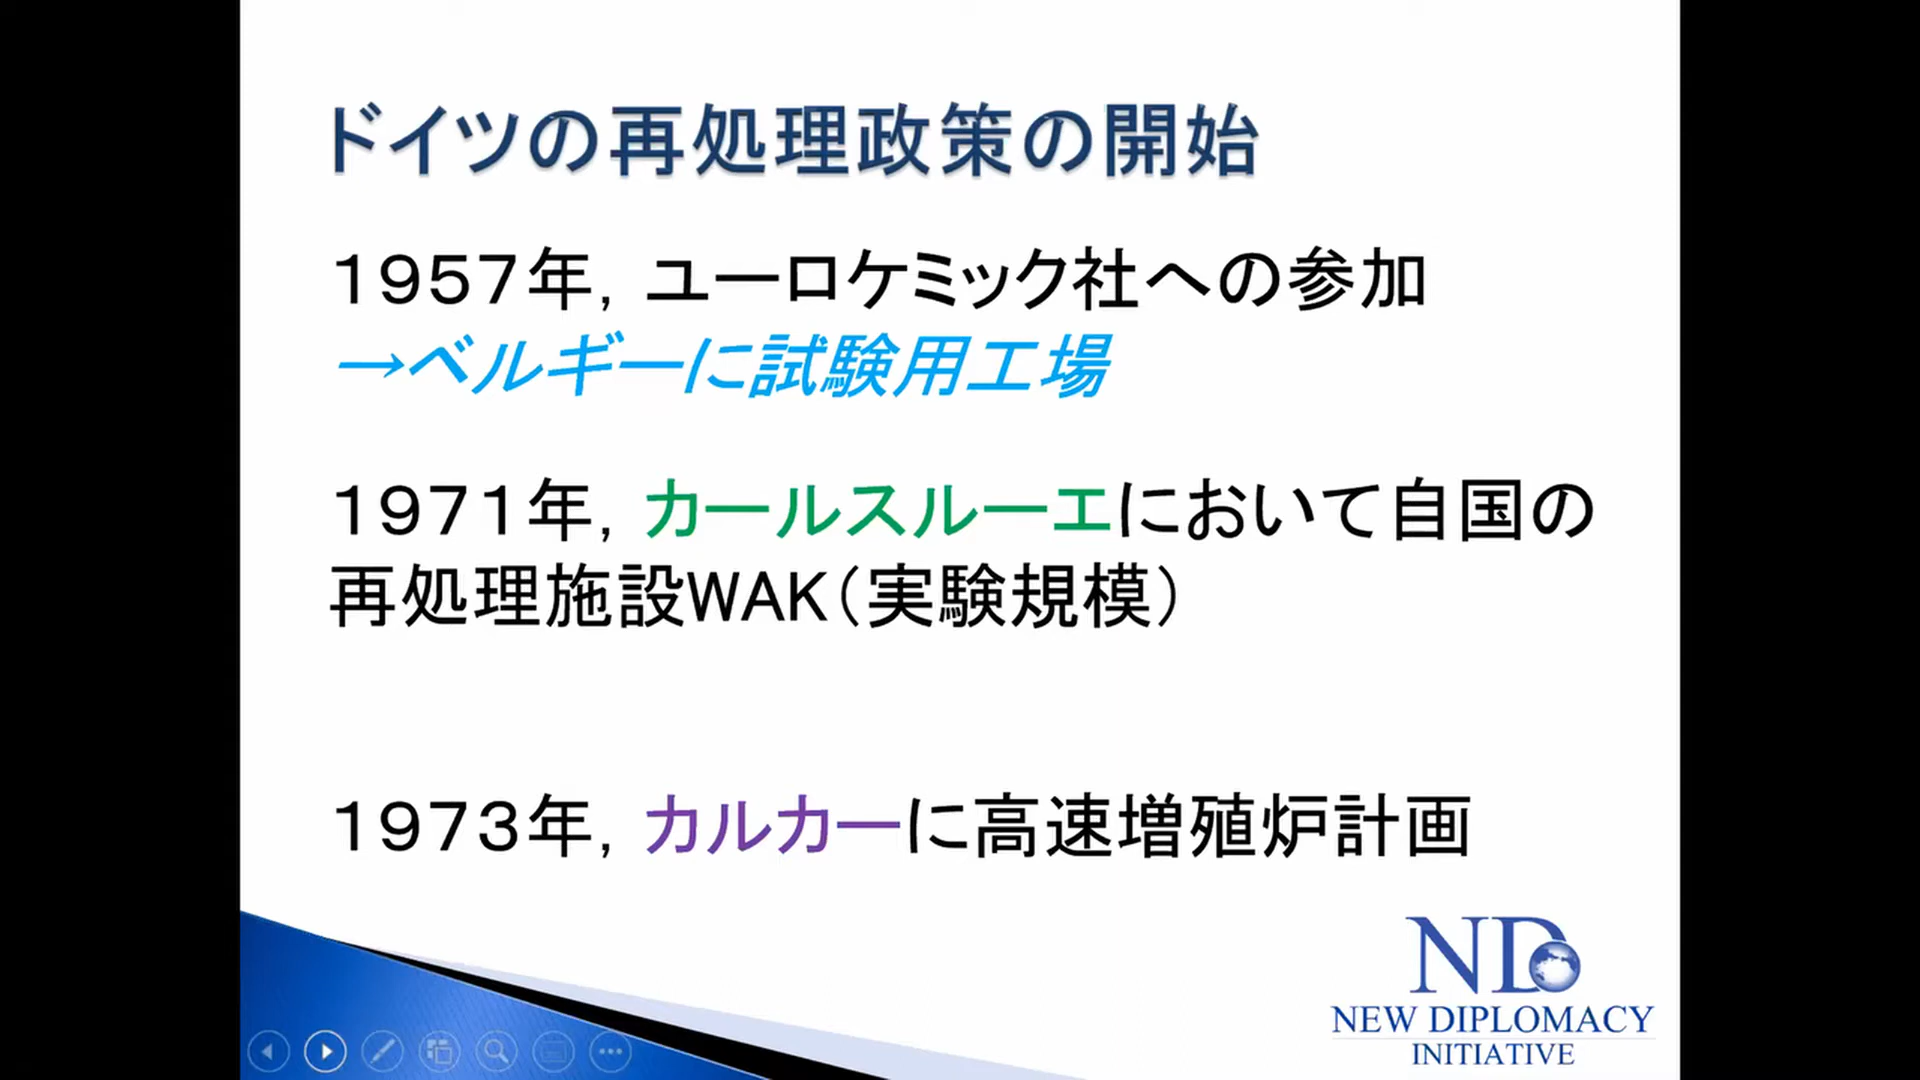 ドイツの再処理政策の開始
１９５７年，ユーロケミック社への参加
→ベルギーに試験用工場
１９７１年，カールスルーエにおいて自国の
再処理施設WAK（実験規模）
１９７３年，カルカーに高速増殖炉計画
ND
NEW DIPLOMACY
INITIATIVE